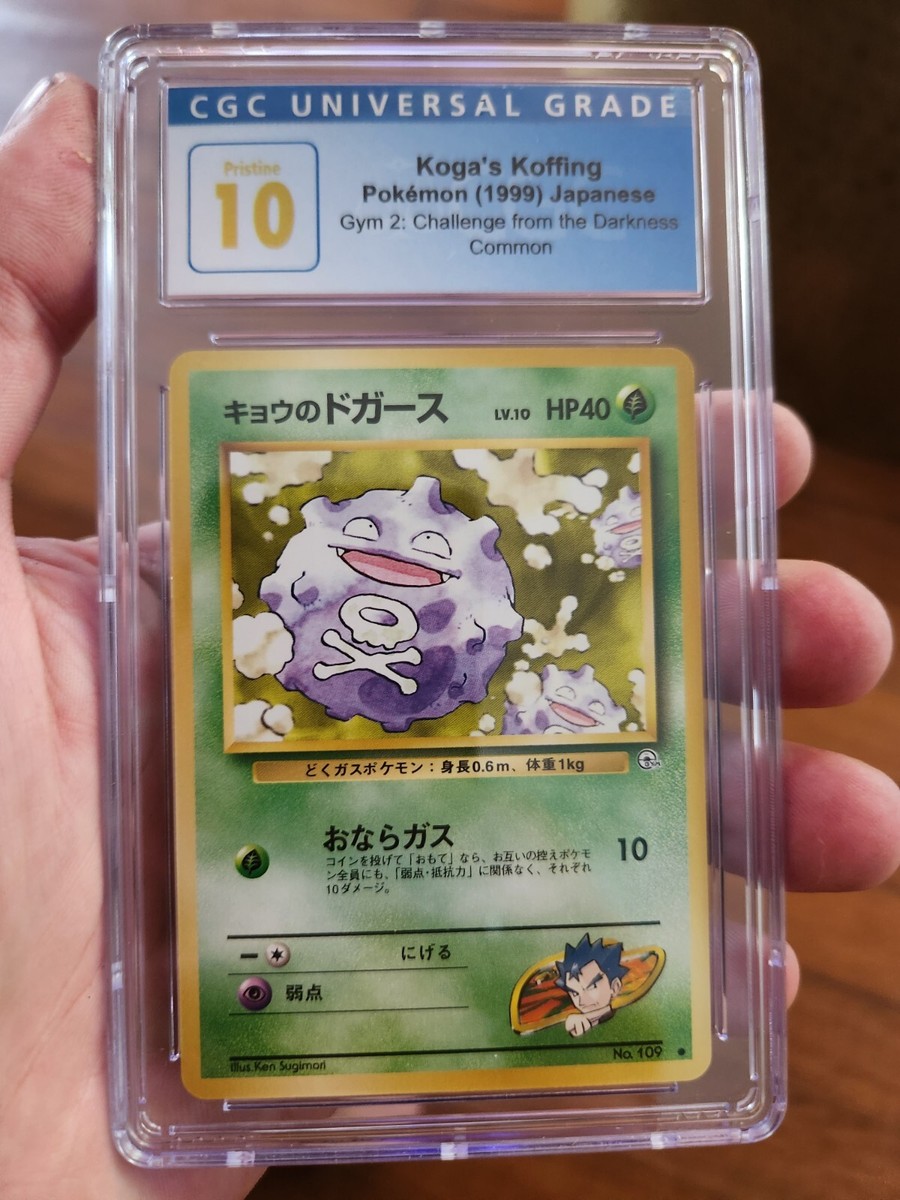 CGC UNIVERSAL GRADE
Pristine
10
Koga's Koffing
Pokémon (1999) Japanese
Gym 2: Challenge from the Darkness
Common
キョウのドガース LV.10 HP40
どくガスポケモン：身長0.6m、体重1kg
GYM
おならガス 10
コインを投げて「おもて」なら、お互いの控えポケモ
ン全員にも、「弱点・抵抗力」に関係なく、それぞれ
10ダメージ。
にげる
弱点
Illus. Ken Sugimori
No. 109